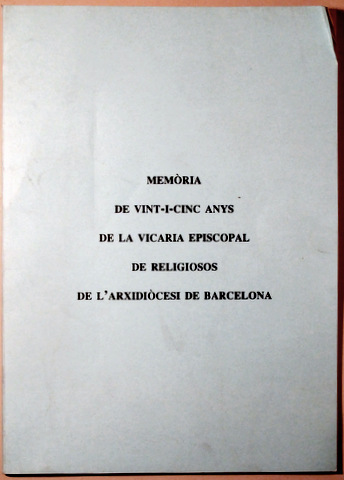 MEMÒRIA
DE VINT-I-CINC ANYS
DE LA VICARIA EPISCOPAL
DE RELIGIOSOS
DE L'ARXIDIÒCESI DE BARCELONA